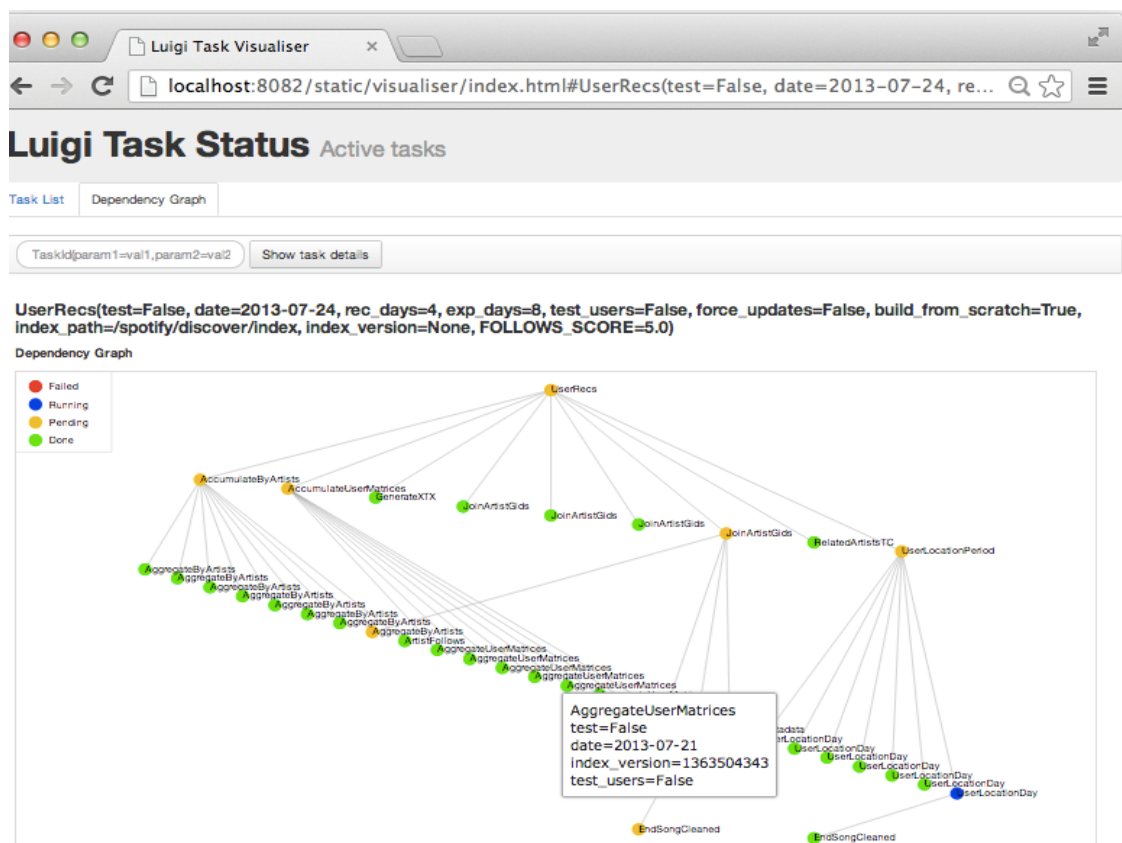 Luigi Task Visualiser
localhost:8082/static/visualiser/index.html#UserRecs(test=False, date=2013-07-24, re...
Luigi Task Status Active tasks
Task List Dependency Graph
TaskId(param1=val1,param2=val2 Show task details
UserRecs(test=False, date=2013-07-24, rec_days=4, exp_days=8, test_users=False, force_updates=False, build_from_scratch=True,
index_path=/spotify/discover/index, index_version=None, FOLLOWS_SCORE=5.0)
Dependency Graph
Failed
Running
Pending
Done
UserRecs
AccumulateByArtists
AccumulateUserMatrices
GenerateXTX
JoinArtistGids
JoinArtistGids
JoinArtistGids
JoinArtistGids
RelatedArtistsTC
UserLocationPeriod
AggregateByArtists
AggregateByArtists
AggregateByArtists
AggregateByArtists
AggregateByArtists
AggregateByArtists
AggregateByArtists
AggregateByArtists
ArtistFollows
AggregateUserMatrices
AggregateUserMatrices
AggregateUserMatrices
AggregateUserMatrices
AggregateUserMatrices
AggregateUserMatrices
test=False
date=2013-07-21
index_version=1363504343
test_users=False
adata
erLocationDay
UserLocationDay
UserLocationDay
UserLocationDay
UserLocationDay
UserLocationDay
UserLocationDay
EndSongCleaned
EndSongCleaned